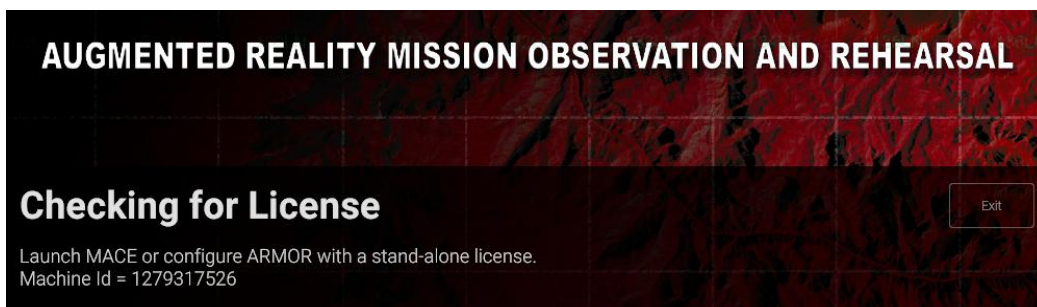 AUGMENTED REALITY MISSION OBSERVATION AND REHEARSAL
Checking for License
Exit
Launch MACE or configure ARMOR with a stand-alone license.
Machine Id = 1279317526